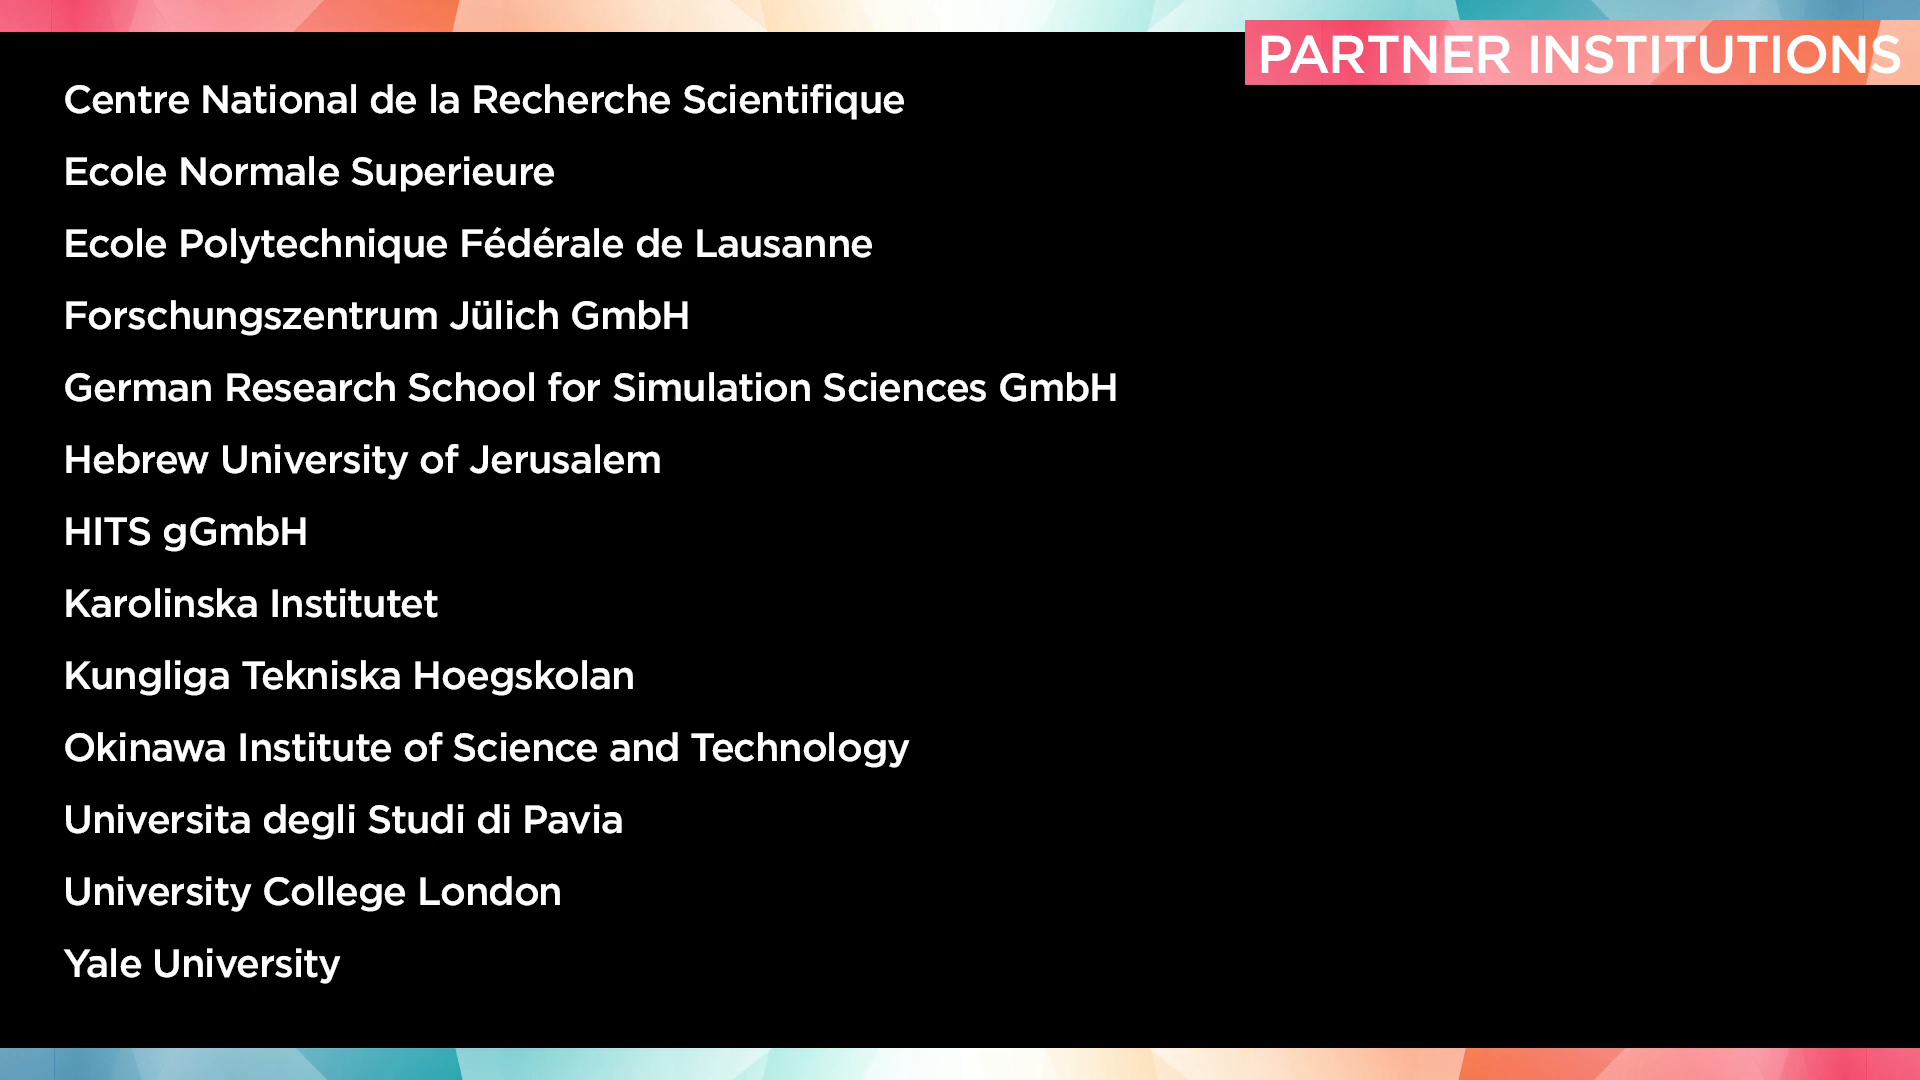 PARTNER INSTITUTIONS
Centre National de la Recherche Scientifique
Ecole Normale Superieure
Ecole Polytechnique Fédérale de Lausanne
Forschungszentrum Jülich GmbH
German Research School for Simulation Sciences GmbH
Hebrew University of Jerusalem
HITS gGmbH
Karolinska Institutet
Kungliga Tekniska Hoegskolan
Okinawa Institute of Science and Technology
Universita degli Studi di Pavia
University College London
Yale University